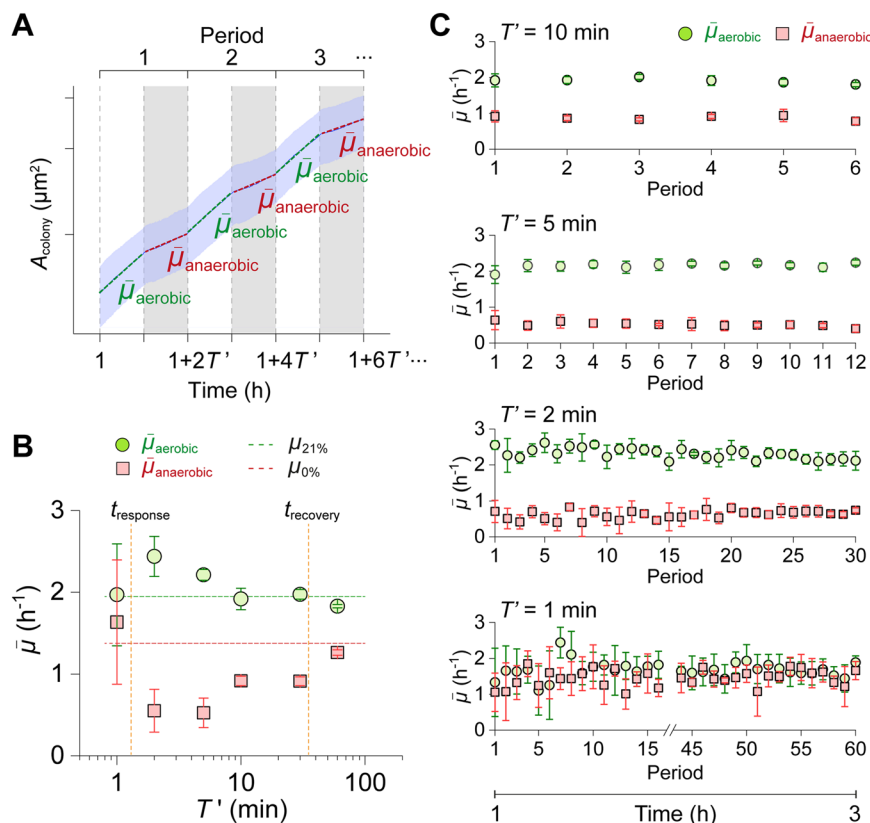 A
Period
1 2 3 ···
A_colony (μm²)
μ̄_aerobic
μ̄_anaerobic
μ̄_aerobic
μ̄_anaerobic
μ̄_aerobic
μ̄_anaerobic
1 1+2T' 1+4T' 1+6T'···
Time (h)
B
μ̄_aerobic μ_21%
μ̄_anaerobic μ_0%
t_response t_recovery
3
2
1
0
μ̄ (h⁻¹)
1 10 100
T' (min)
C
μ̄_aerobic μ̄_anaerobic
T' = 10 min
3
2
1
0
μ̄ (h⁻¹)
1 2 3 4 5 6
Period
T' = 5 min
3
2
1
0
μ̄ (h⁻¹)
1 2 3 4 5 6 7 8 9 10 11 12
Period
T' = 2 min
3
2
1
0
μ̄ (h⁻¹)
1 5 10 15 20 25 30
Period
T' = 1 min
3
2
1
0
μ̄ (h⁻¹)
1 5 10 15 45 50 55 60
Period
1 Time (h) 3